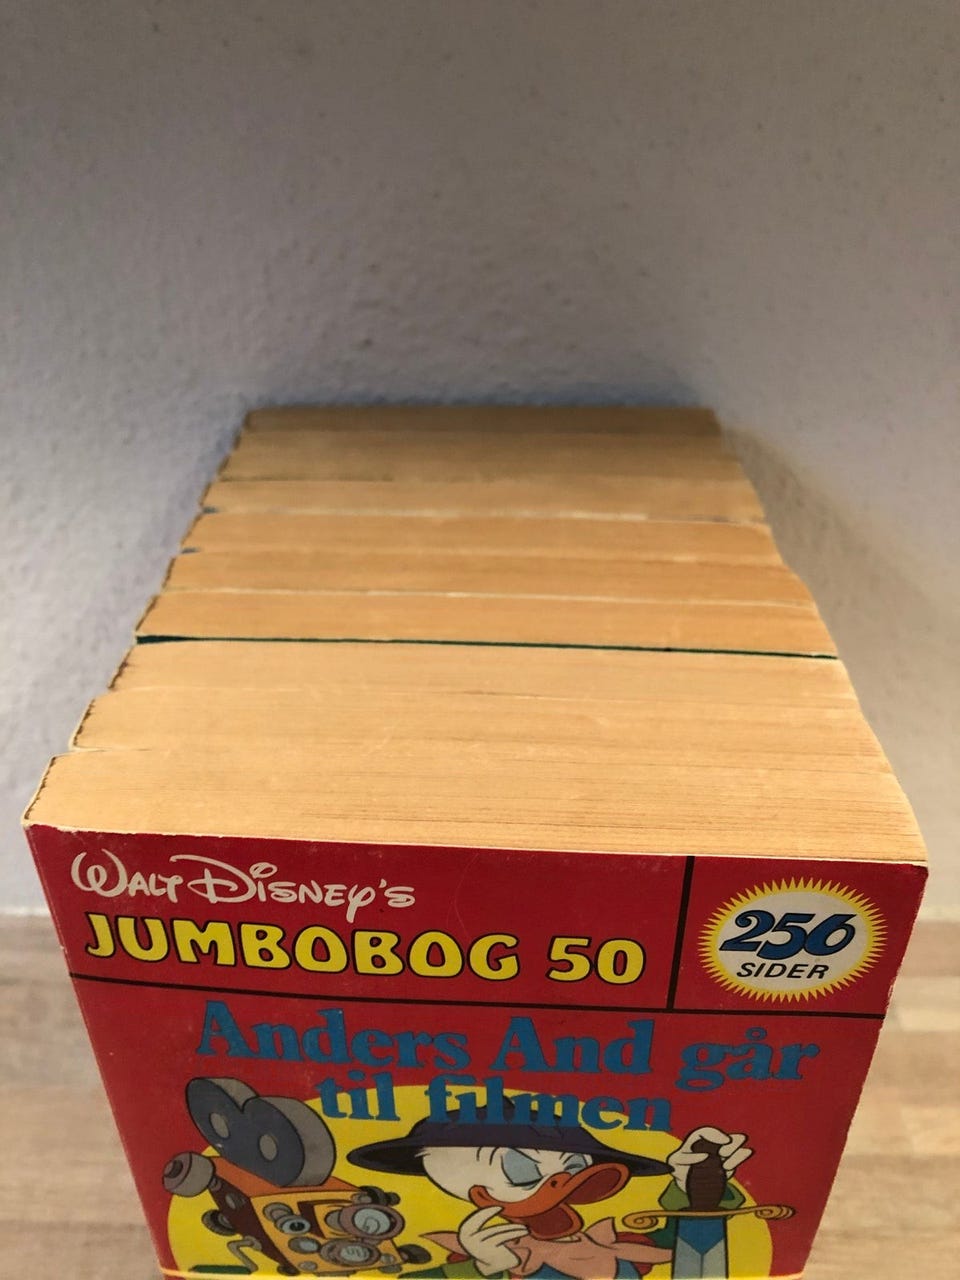 Walt Disney's
JUMBOBOG 50
256
SIDER
Anders And går
til filmen